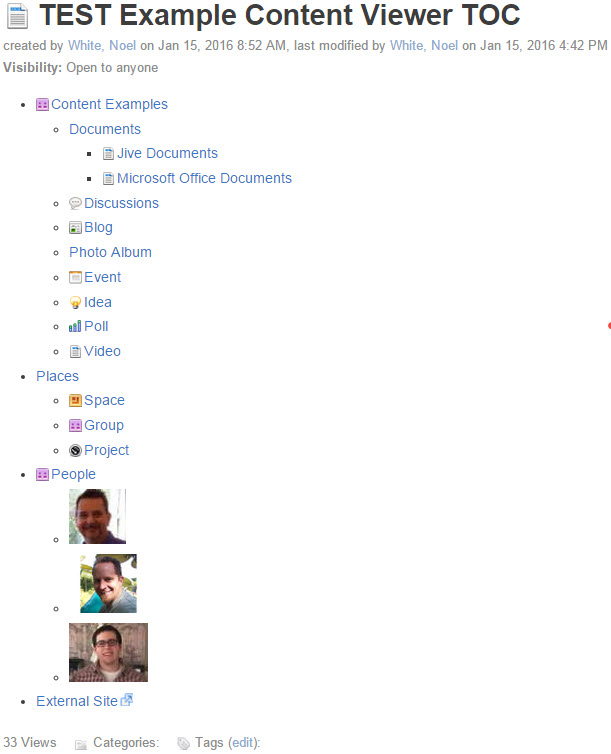 TEST Example Content Viewer TOC
created by White, Noel on Jan 15, 2016 8:52 AM, last modified by White, Noel on Jan 15, 2016 4:42 PM
Visibility: Open to anyone
Content Examples
Documents
Jive Documents
Microsoft Office Documents
Discussions
Blog
Photo Album
Event
Idea
Poll
Video
Places
Space
Group
Project
People
External Site
33 Views Categories: Tags (edit):